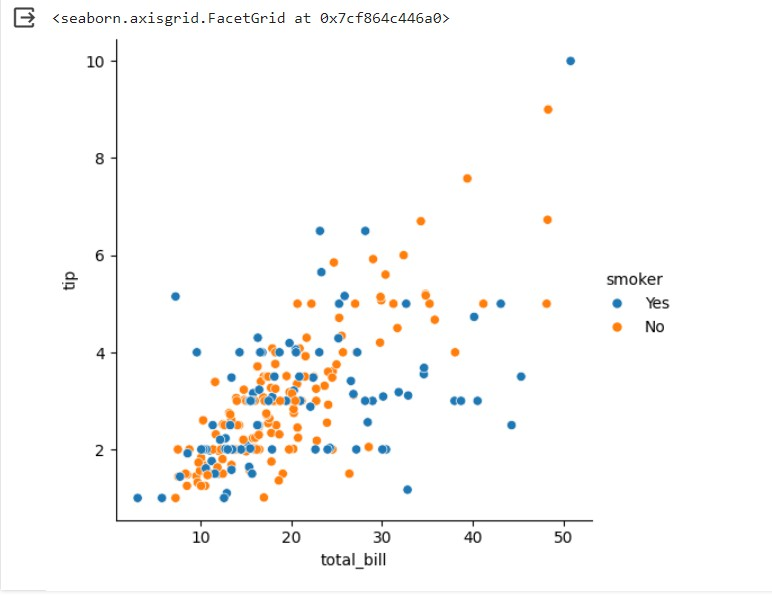 <seaborn.axisgrid.FacetGrid at 0x7cf864c446a0>
10
8
6
4
2
tip
smoker
Yes
No
10 20 30 40 50
total_bill